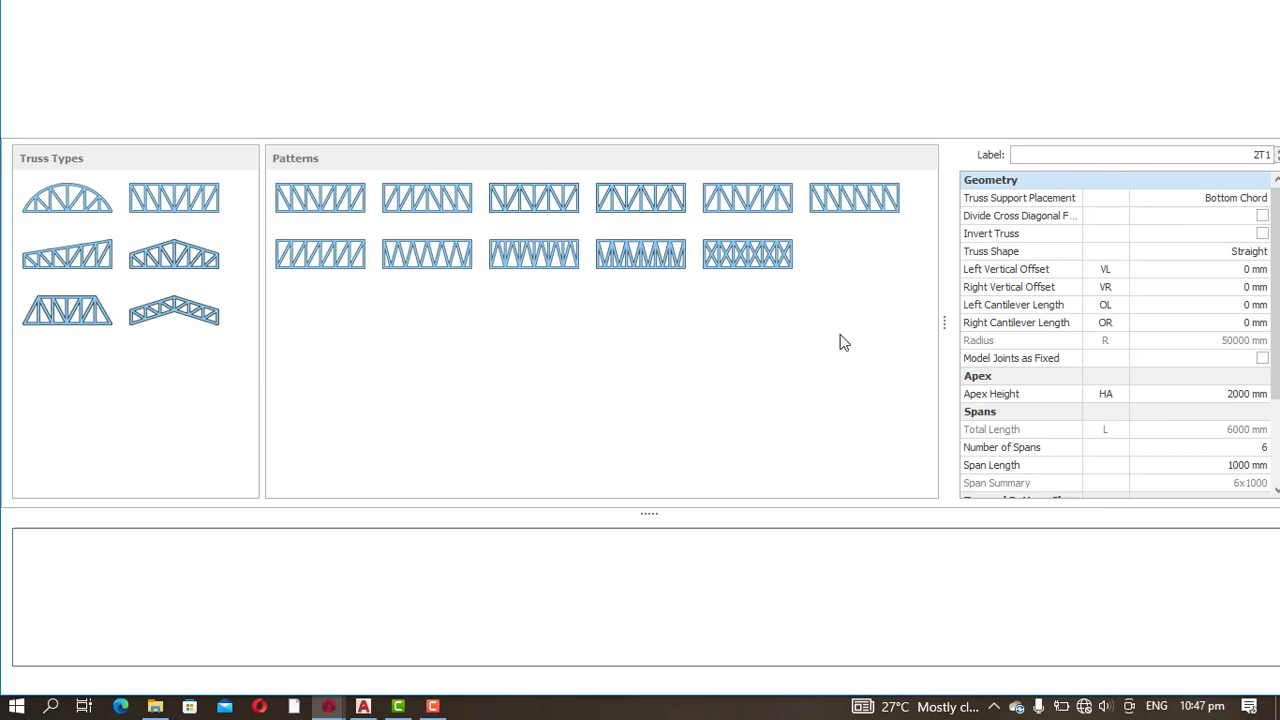 Truss Types
Patterns
Label: 2T1
Geometry
Truss Support Placement Bottom Chord
Divide Cross Diagonal F...
Invert Truss
Truss Shape Straight
Left Vertical Offset VL 0 mm
Right Vertical Offset VR 0 mm
Left Cantilever Length OL 0 mm
Right Cantilever Length OR 0 mm
Radius R 50000 mm
Model Joints as Fixed
Apex
Apex Height HA 2000 mm
Spans
Total Length L 6000 mm
Number of Spans 6
Span Length 1000 mm
Span Summary 6x1000
27°C Mostly cl... ENG 10:47 pm